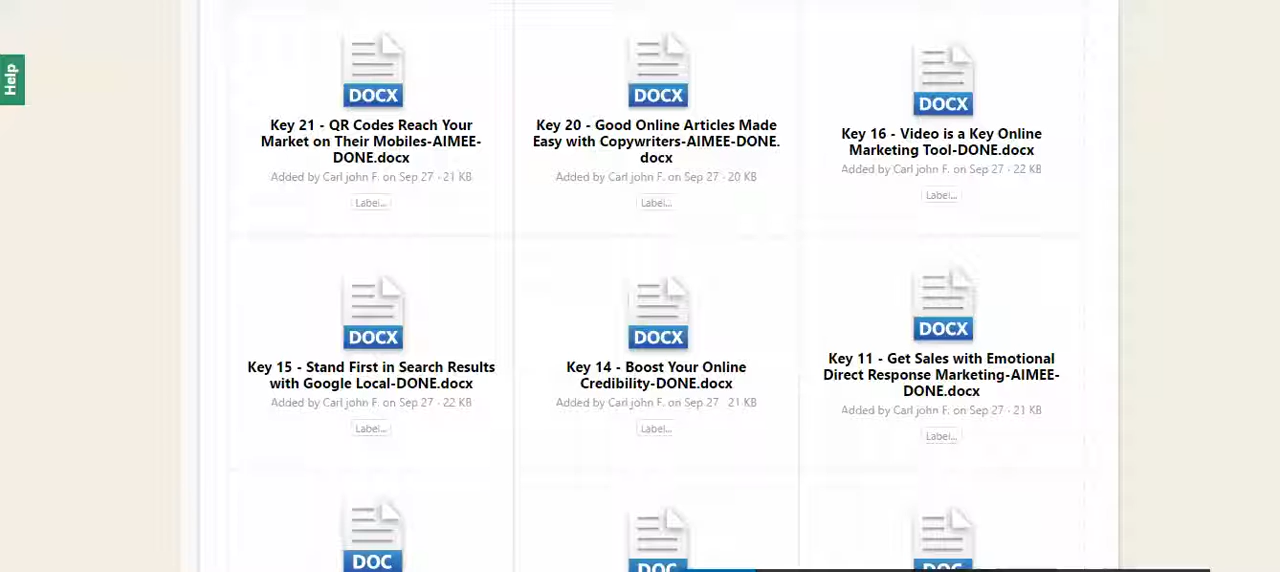 Help
DOCX
Key 21 - QR Codes Reach Your
Market on Their Mobiles-AIMEE-
DONE.docx
Added by Carl john F. on Sep 27 · 21 KB
Label...
DOCX
Key 20 - Good Online Articles Made
Easy with Copywriters-AIMEE-DONE.
docx
Added by Carl john F. on Sep 27 · 20 KB
Label...
DOCX
Key 16 - Video is a Key Online
Marketing Tool-DONE.docx
Added by Carl john F. on Sep 27 · 22 KB
Label...
DOCX
Key 15 - Stand First in Search Results
with Google Local-DONE.docx
Added by Carl john F. on Sep 27 · 22 KB
Label...
DOCX
Key 14 - Boost Your Online
Credibility-DONE.docx
Added by Carl john F. on Sep 27 21 KB
Label...
DOCX
Key 11 - Get Sales with Emotional
Direct Response Marketing-AIMEE-
DONE.docx
Added by Carl john F. on Sep 27 · 21 KB
Label...
DOC
DOC
DOC